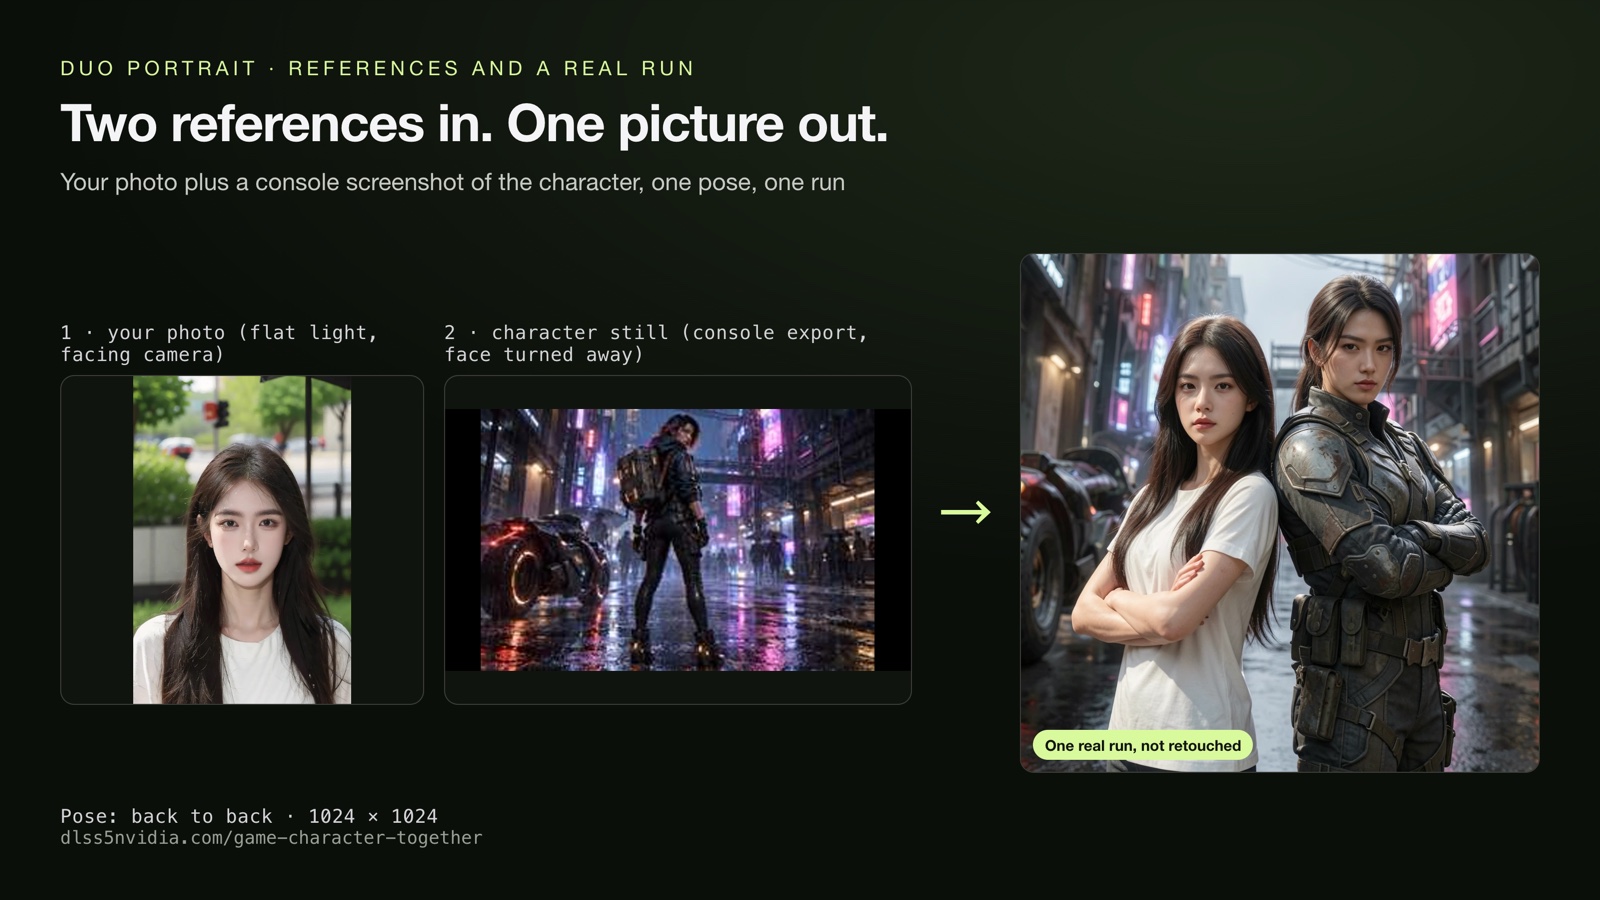 DUO PORTRAIT · REFERENCES AND A REAL RUN
Two references in. One picture out.
Your photo plus a console screenshot of the character, one pose, one run
1 · your photo (flat light,
facing camera)
2 · character still (console export,
face turned away)
→
One real run, not retouched
Pose: back to back · 1024 × 1024
dlss5nvidia.com/game-character-together